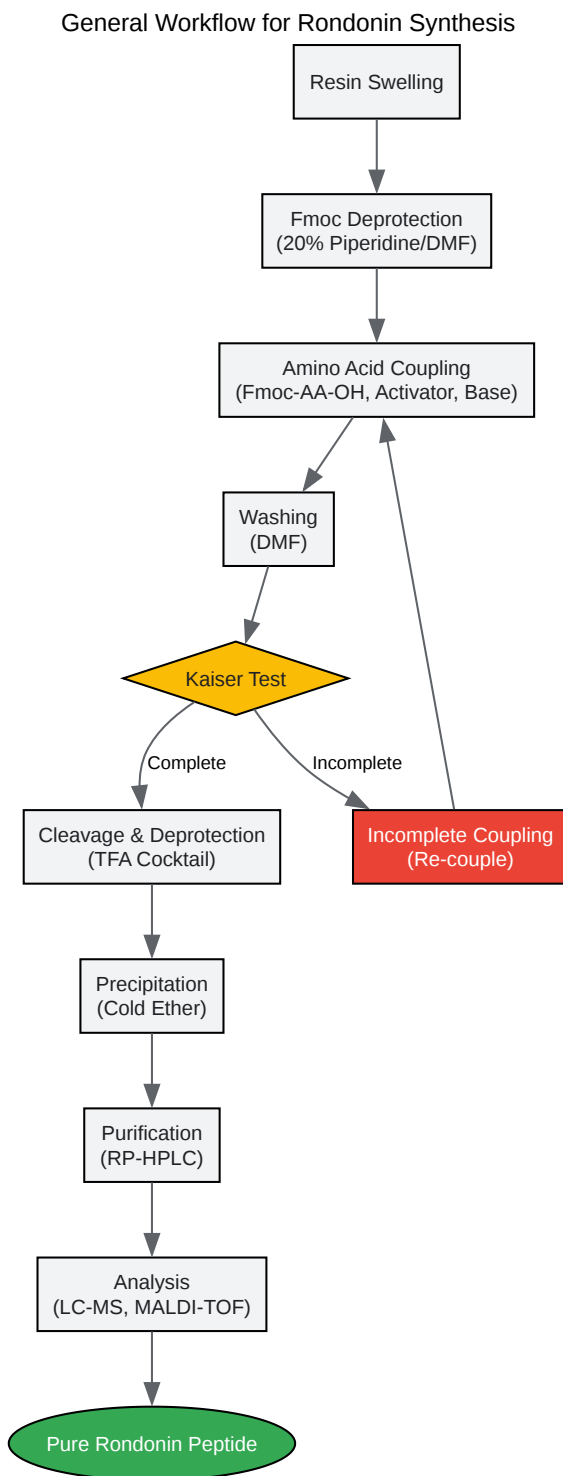 General Workflow for Rondonin Synthesis
Resin Swelling
Fmoc Deprotection
(20% Piperidine/DMF)
Amino Acid Coupling
(Fmoc-AA-OH, Activator, Base)
Washing
(DMF)
Kaiser Test
Complete
Incomplete
Cleavage & Deprotection
(TFA Cocktail)
Incomplete Coupling
(Re-couple)
Precipitation
(Cold Ether)
Purification
(RP-HPLC)
Analysis
(LC-MS, MALDI-TOF)
Pure Rondonin Peptide